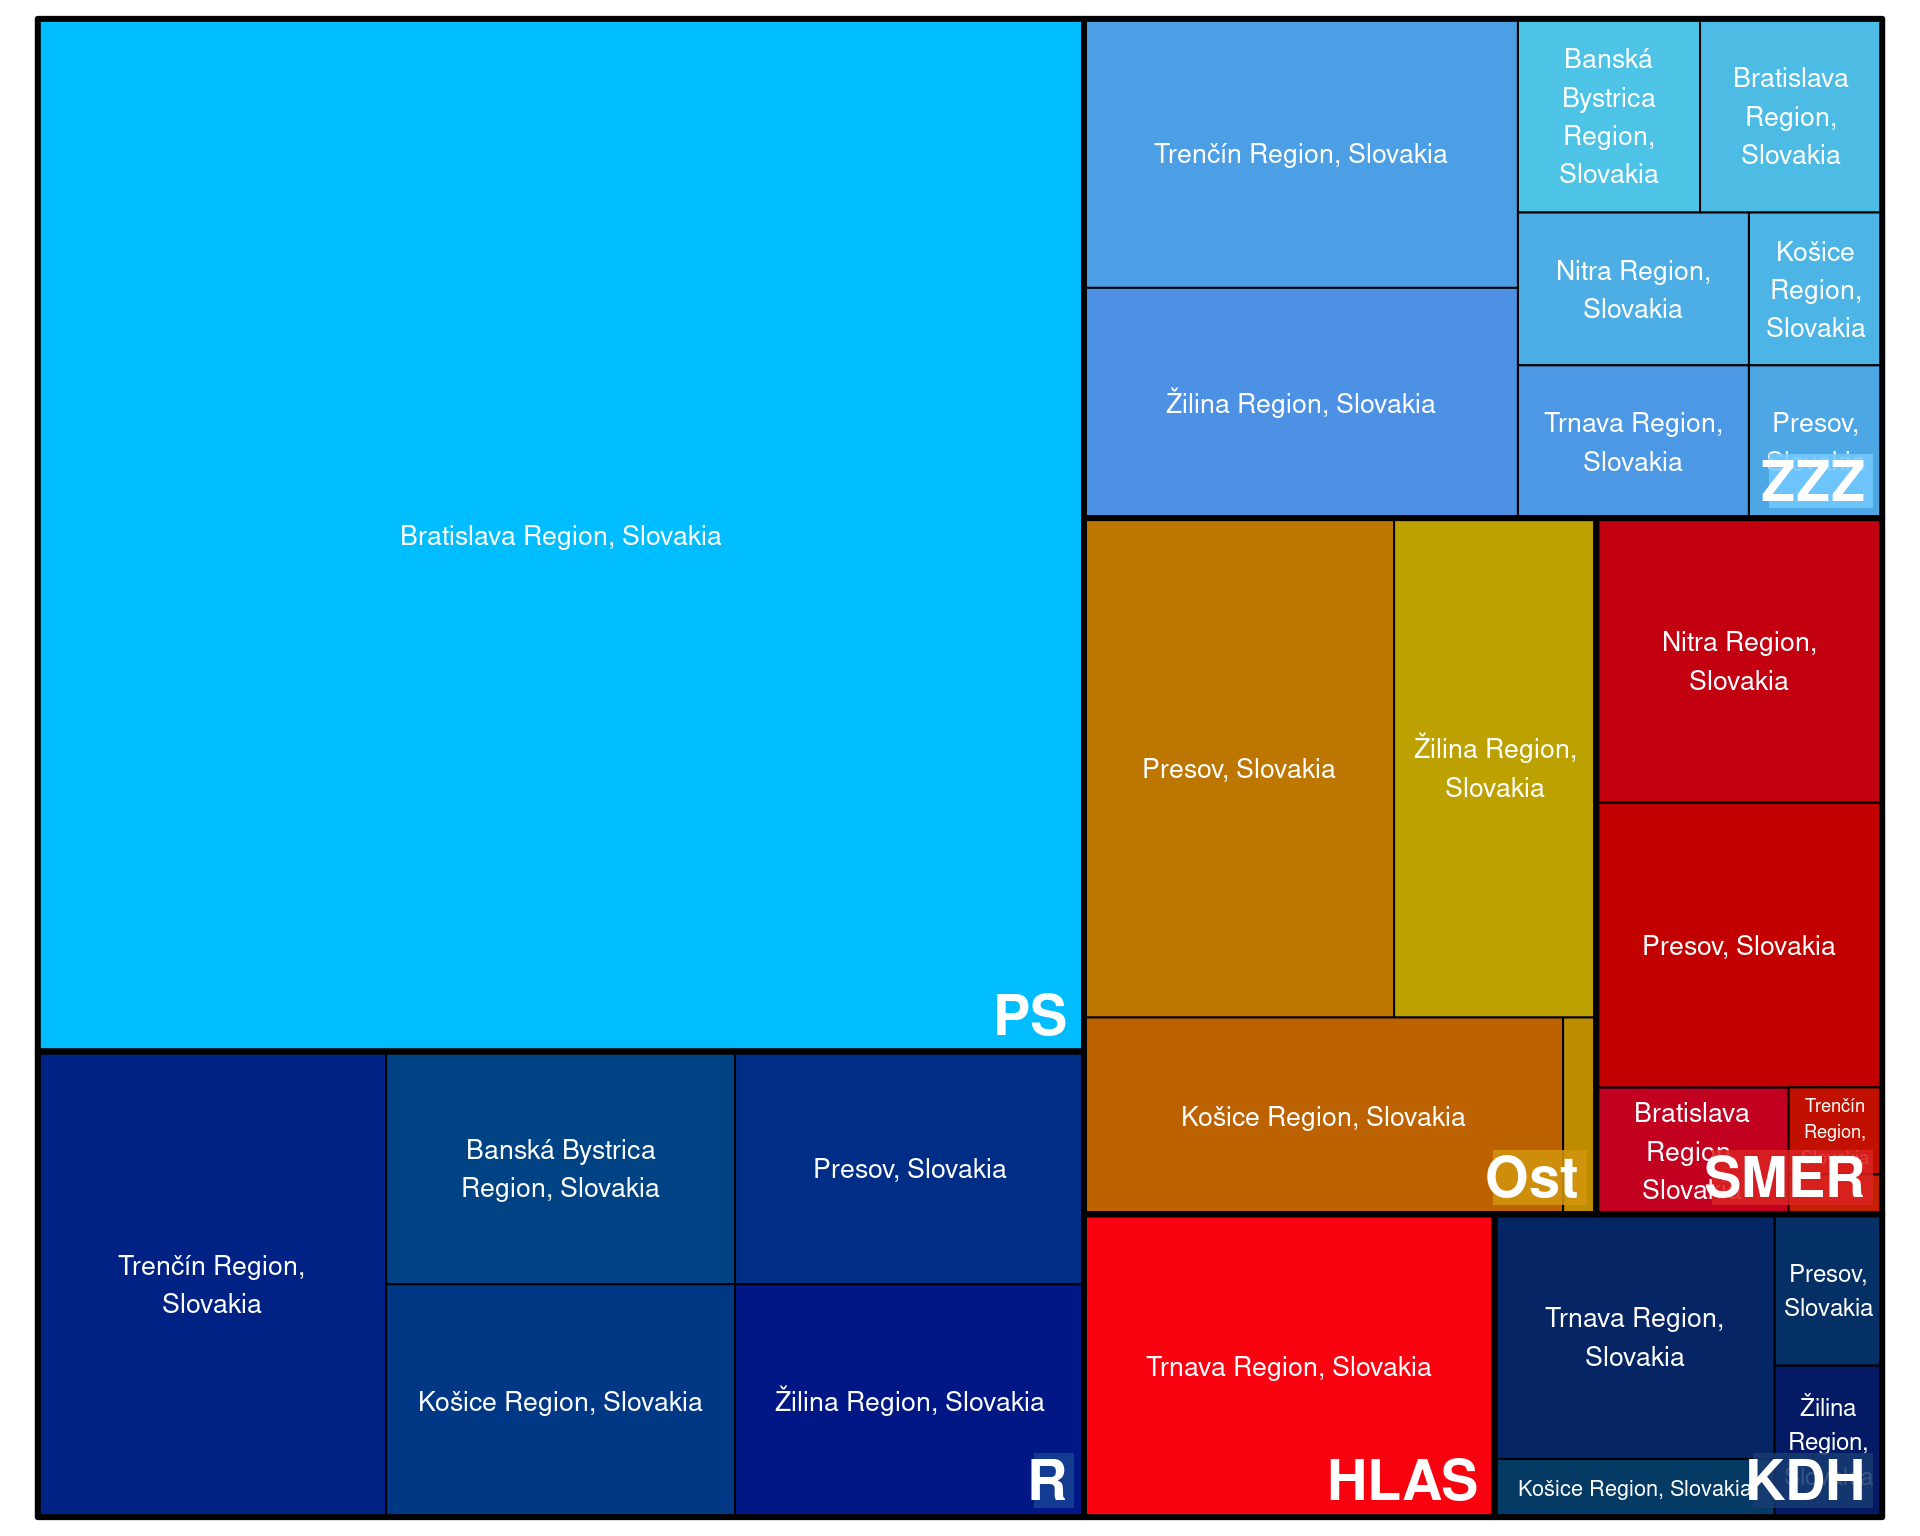 Bratislava Region, Slovakia
PS
Trenčín Region,
Slovakia
Banská Bystrica
Region, Slovakia
Presov, Slovakia
Košice Region, Slovakia
Žilina Region, Slovakia
R
Trenčín Region, Slovakia
Žilina Region, Slovakia
Banská
Bystrica
Region,
Slovakia
Bratislava
Region,
Slovakia
Nitra Region,
Slovakia
Košice
Region,
Slovakia
Trnava Region,
Slovakia
Presov,
ZZZ
Presov, Slovakia
Žilina Region,
Slovakia
Košice Region, Slovakia
Ost
Nitra Region,
Slovakia
Presov, Slovakia
Bratislava
Region
Slovakia
Trenčín
Region,
Slovakia
SMER
Trnava Region, Slovakia
HLAS
Trnava Region,
Slovakia
Presov,
Slovakia
Žilina
Region,
Slovakia
Košice Region, Slovakia
KDH